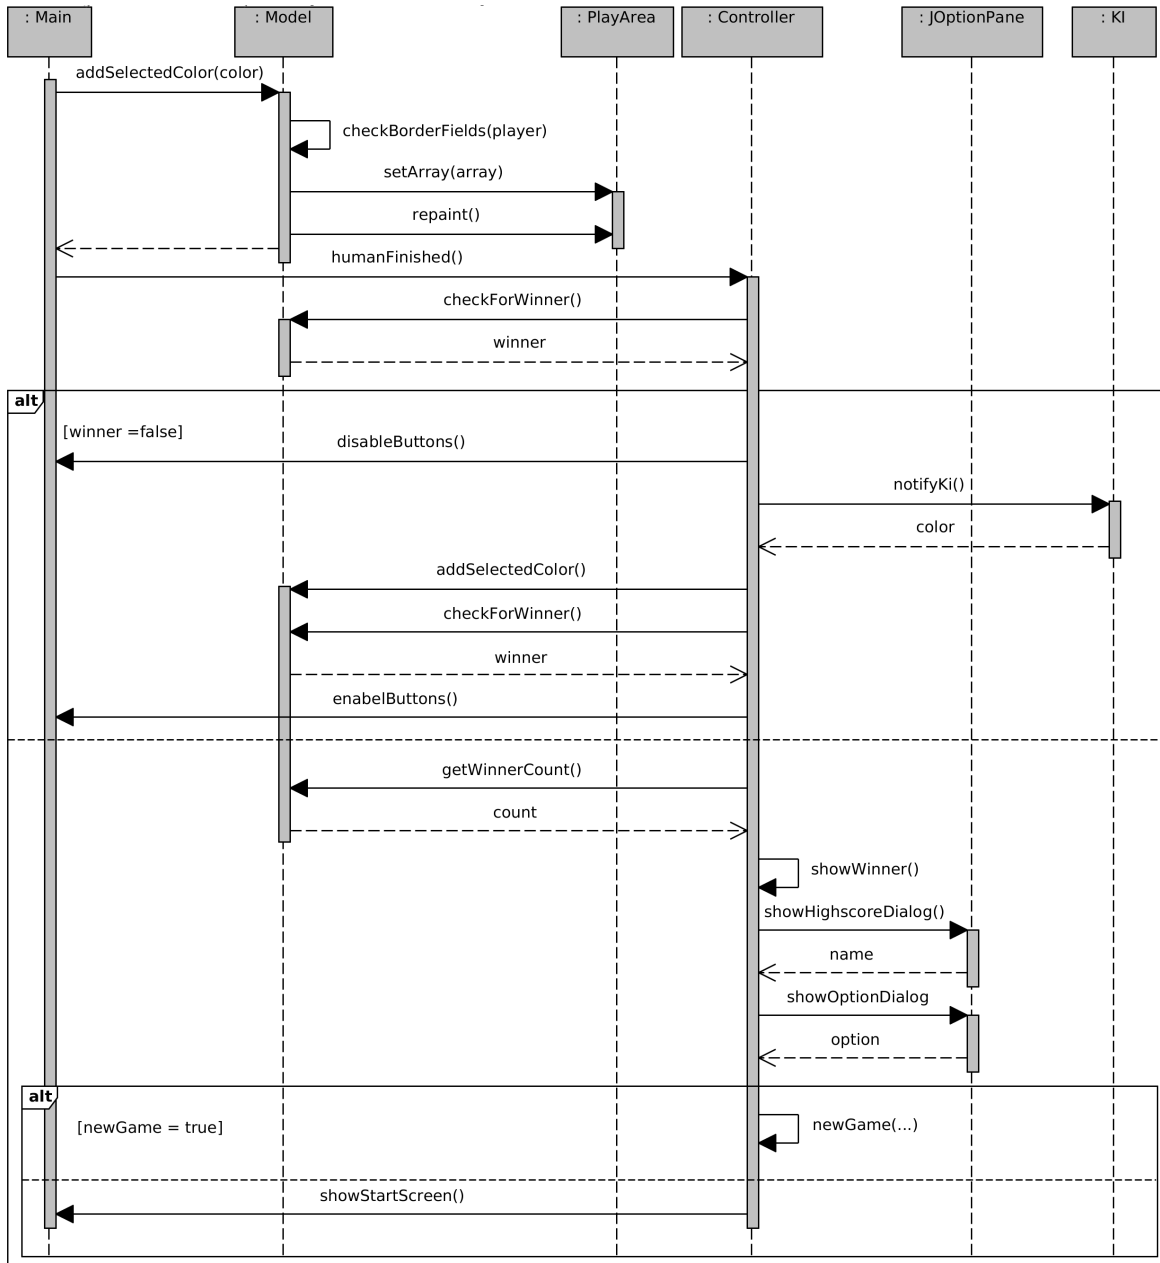 : Main
: Model
: PlayArea
: Controller
: JOptionPane
: KI
addSelectedColor(color)
checkBorderFields(player)
setArray(array)
repaint()
humanFinished()
checkForWinner()
winner
alt
[winner =false]
disableButtons()
notifyKi()
color
addSelectedColor()
checkForWinner()
winner
enabelButtons()
getWinnerCount()
count
showWinner()
showHighscoreDialog()
name
showOptionDialog
option
alt
[newGame = true]
newGame(...)
showStartScreen()